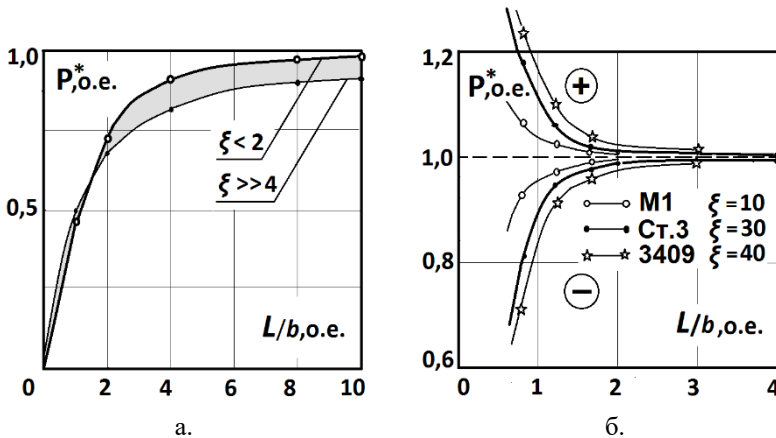 1,0
P,o.e.*
ξ < 2
ξ >> 4
0,5
L/b,o.e.
0 2 4 6 8 10
а.
1,2
P,o.e.*
+
1,0
М1 ξ = 10
Ст.3 ξ = 30
3409 ξ = 40
0,8
−
L/b,o.e.
0,6
0 1 2 3 4
б.